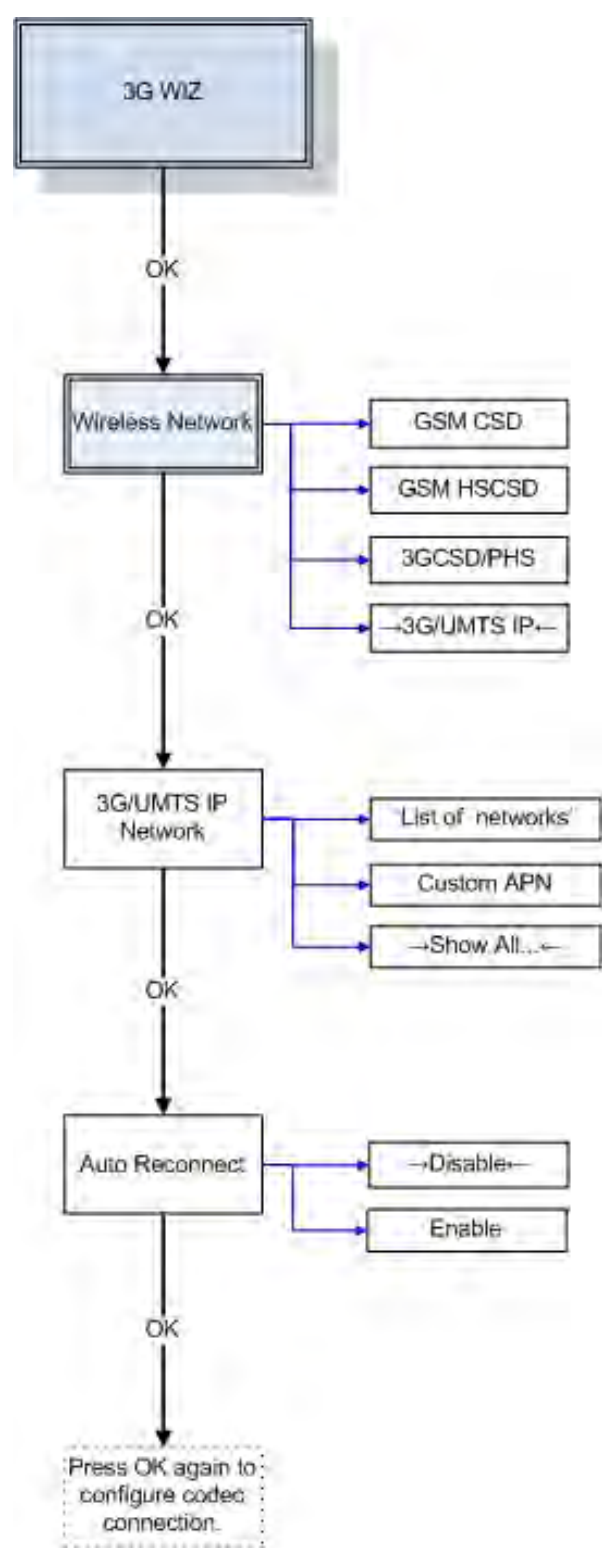 3G WIZ
OK
Wireless Network
GSM CSD
GSM HSCSD
3GCSD/PHS
→3G/UMTS IP←
OK
3G/UMTS IP
Network
'List of networks'
Custom APN
→Show All...←
OK
Auto Reconnect
→Disable←
Enable
OK
Press OK again to
configure codec
connection.